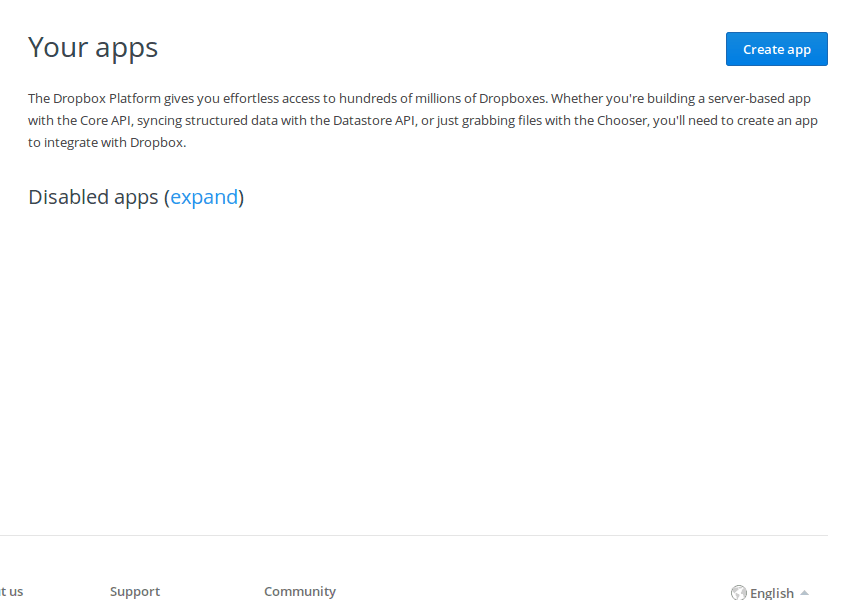 Your apps
Create app
The Dropbox Platform gives you effortless access to hundreds of millions of Dropboxes. Whether you're building a server-based app
with the Core API, syncing structured data with the Datastore API, or just grabbing files with the Chooser, you'll need to create an app
to integrate with Dropbox.
Disabled apps (expand)
t us Support Community English